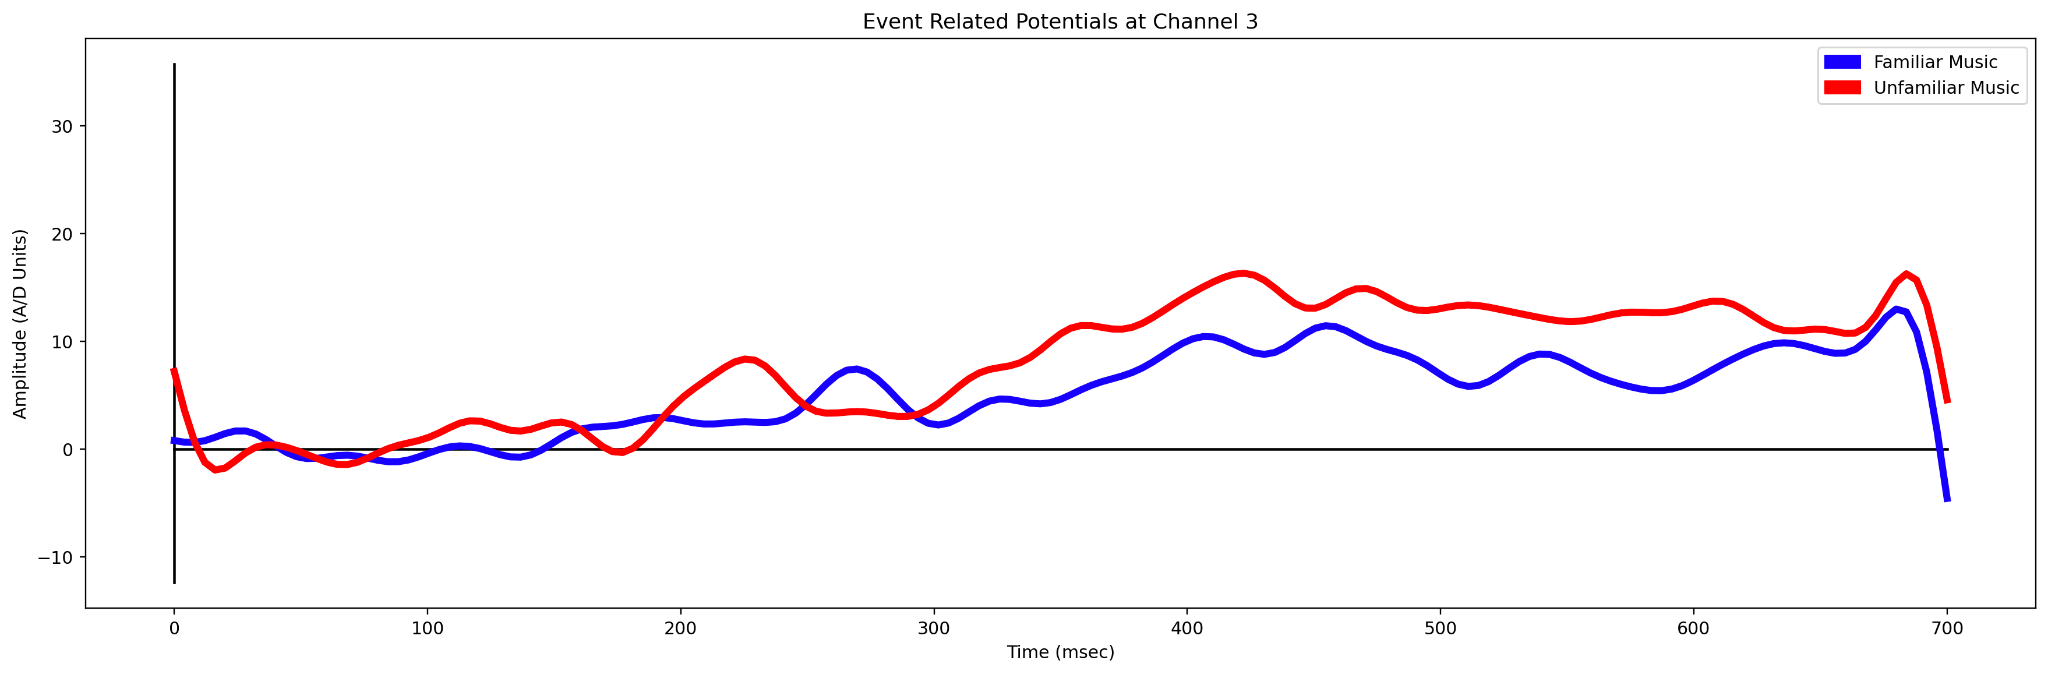 Event Related Potentials at Channel 3
Familiar Music
Unfamiliar Music
30
20
10
0
−10
Amplitude (A/D Units)
0 100 200 300 400 500 600 700
Time (msec)